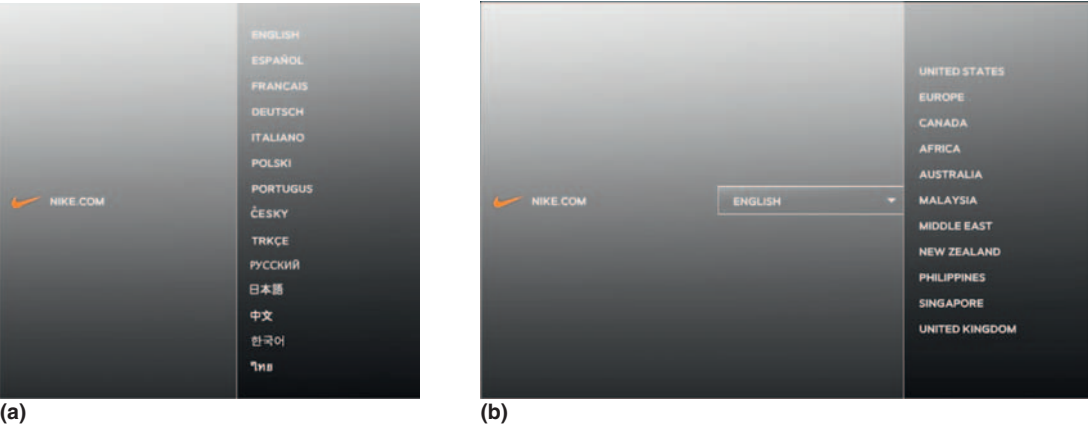 NIKE.COM
ENGLISH
ESPAÑOL
FRANCAIS
DEUTSCH
ITALIANO
POLSKI
PORTUGUS
ČESKY
TRKÇE
РУССКИЙ
日本語
中文
한국어
ไทย
(a)
NIKE.COM
ENGLISH
UNITED STATES
EUROPE
CANADA
AFRICA
AUSTRALIA
MALAYSIA
MIDDLE EAST
NEW ZEALAND
PHILIPPINES
SINGAPORE
UNITED KINGDOM
(b)